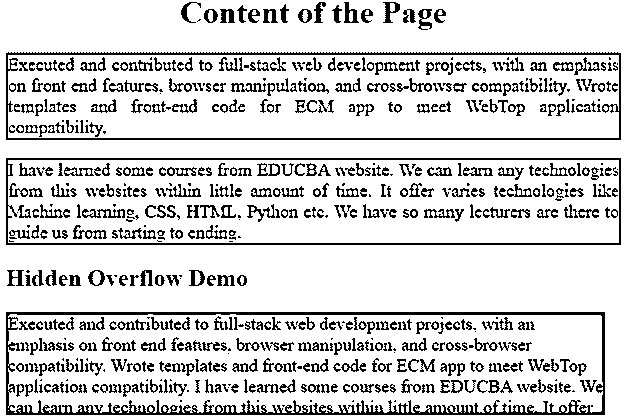 Content of the Page
Executed and contributed to full-stack web development projects, with an emphasis
on front end features, browser manipulation, and cross-browser compatibility. Wrote
templates and front-end code for ECM app to meet WebTop application
compatibility.
I have learned some courses from EDUCBA website. We can learn any technologies
from this websites within little amount of time. It offer varies technologies like
Machine learning, CSS, HTML, Python etc. We have so many lecturers are there to
guide us from starting to ending.
Hidden Overflow Demo
Executed and contributed to full-stack web development projects, with an
emphasis on front end features, browser manipulation, and cross-browser
compatibility. Wrote templates and front-end code for ECM app to meet WebTop
application compatibility. I have learned some courses from EDUCBA website. We
can learn any technologies from this websites within little amount of time. It offer